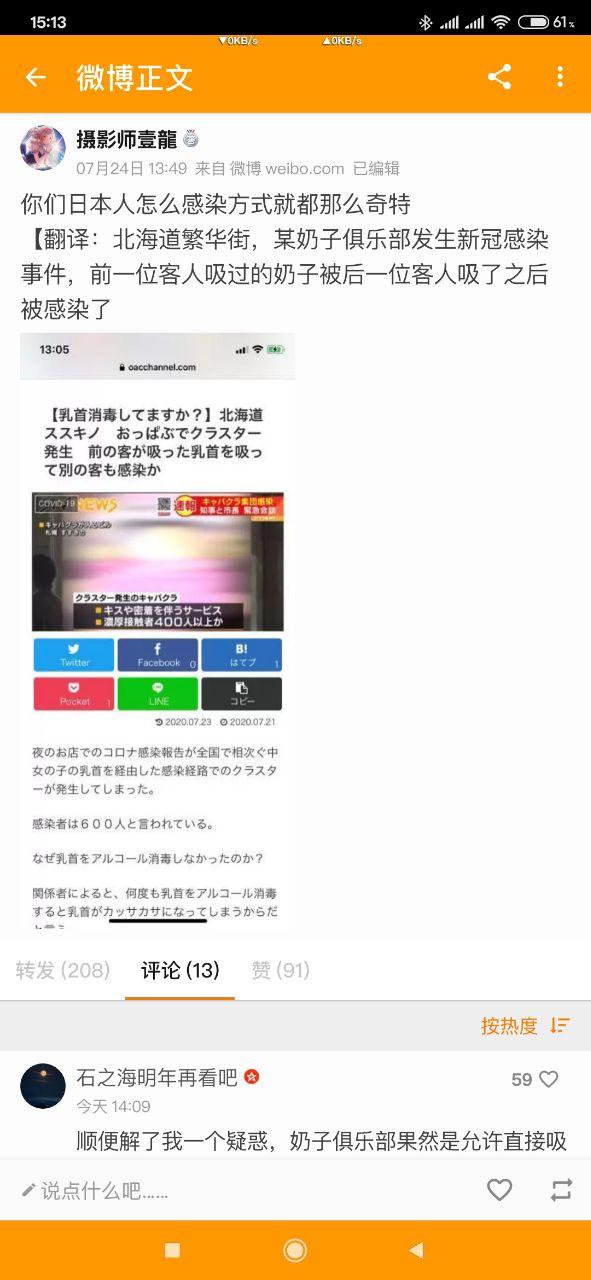 15:13
61%
▼0KB/s ▲0KB/s
微博正文
摄影师壹龍
07月24日 13:49 来自 微博 weibo.com 已编辑
你们日本人怎么感染方式就都那么奇特
【翻译：北海道繁华街，某奶子俱乐部发生新冠感染
事件，前一位客人吸过的奶子被后一位客人吸了之后
被感染了
13:05
oacchannel.com
【乳首消毒してますか？】北海道
ススキノ おっぱぶでクラスター
発生 前の客が吸った乳首を吸っ
て別の客も感染か
COVID-19 NEWS
速報 キャバクラ集団感染
知事と市長 緊急会談
■キャバクラが入るビル
札幌 すすきの
クラスター発生のキャバクラ
■キスや密着を伴うサービス
■濃厚接触者400人以上か
Twitter
Facebook 0
B! はてブ 1
Pocket 1
LINE
コピー
2020.07.23 2020.07.21
夜のお店でのコロナ感染報告が全国で相次ぐ中
女の子の乳首を経由した感染経路でのクラスタ
ーが発生してしまった。
感染者は６００人と言われている。
なぜ乳首をアルコール消毒しなかったのか？
関係者によると、何度も乳首をアルコール消毒
すると乳首がカッサカサになってしまうからだ
転发 (208) 评论 (13) 赞 (91)
按热度
石之海明年再看吧
59
今天 14:09
顺便解了我一个疑惑，奶子俱乐部果然是允许直接吸
说点什么吧......